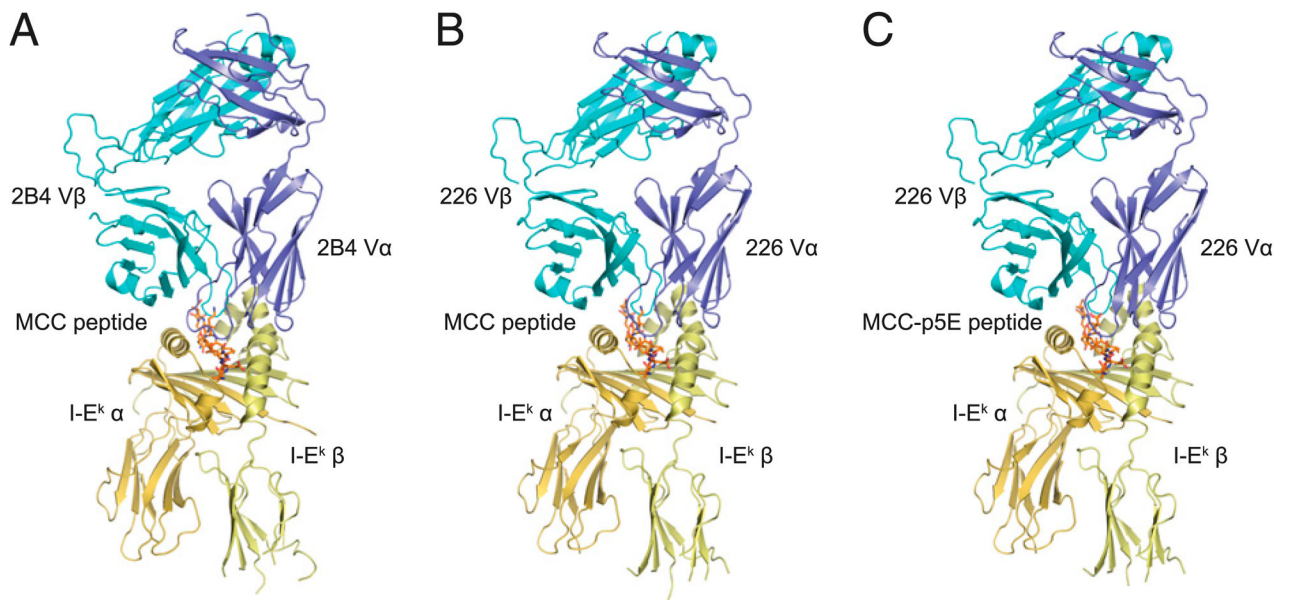 A
2B4 Vβ
2B4 Vα
MCC peptide
I-Eᵏ α
I-Eᵏ β
B
226 Vβ
226 Vα
MCC peptide
I-Eᵏ α
I-Eᵏ β
C
226 Vβ
226 Vα
MCC-p5E peptide
I-Eᵏ α
I-Eᵏ β